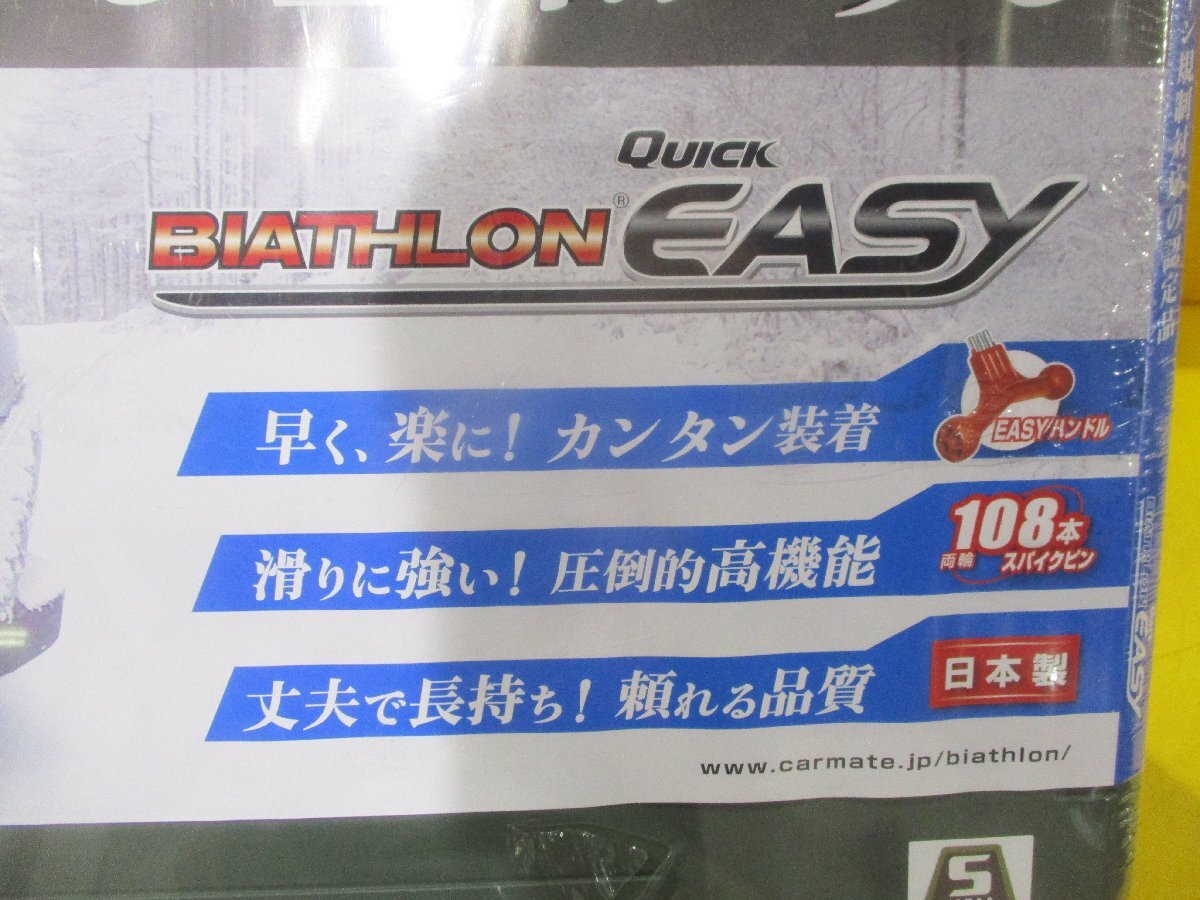 QUICK
BIATHLON® EASY
早く、楽に！カンタン装着
EASYハンドル
滑りに強い！圧倒的高機能
両輪108本スパイクピン
丈夫で長持ち！頼れる品質
日本製
www.carmate.jp/biathlon/
S
EASY